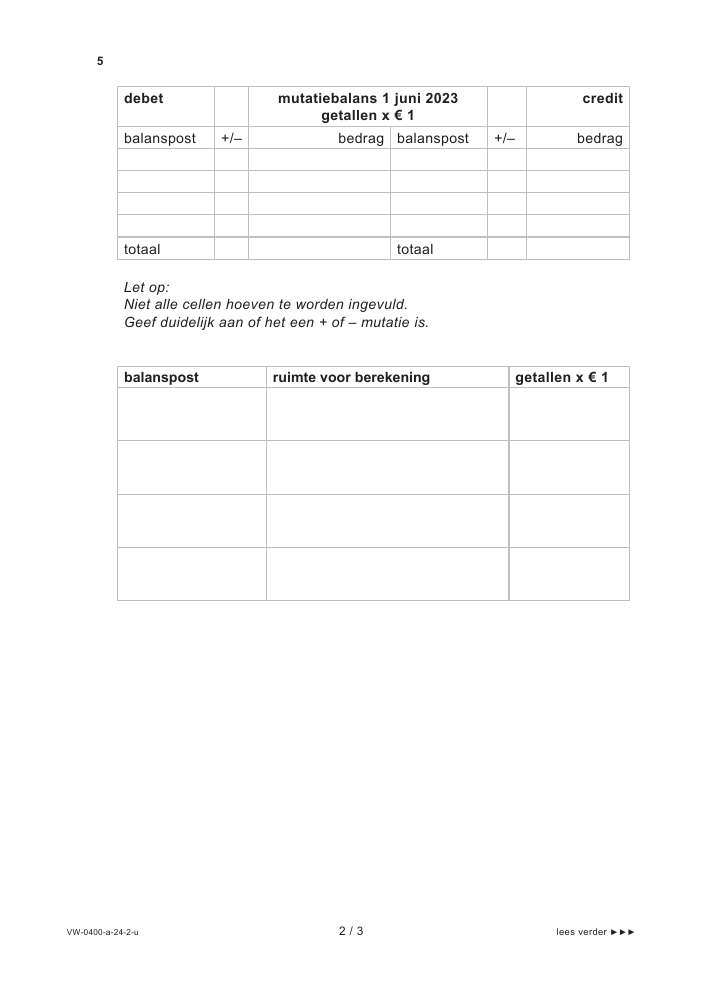 5
debet mutatiebalans 1 juni 2023 credit
getallen x € 1
balanspost +/– bedrag balanspost +/– bedrag
totaal totaal
Let op:
Niet alle cellen hoeven te worden ingevuld.
Geef duidelijk aan of het een + of – mutatie is.
balanspost ruimte voor berekening getallen x € 1
VW-0400-a-24-2-u 2 / 3 lees verder ►►►